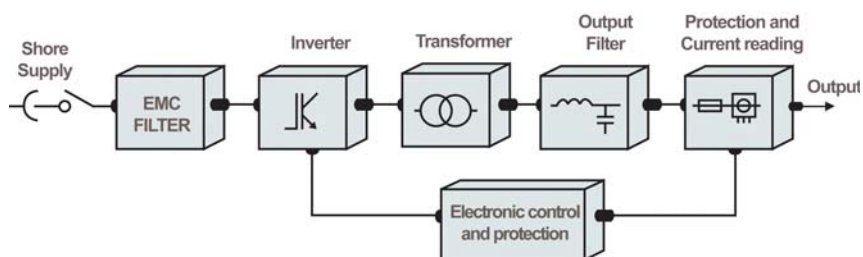 Shore
Supply
EMC
FILTER
Inverter
Transformer
Output
Filter
Protection and
Current reading
Output
Electronic control
and protection